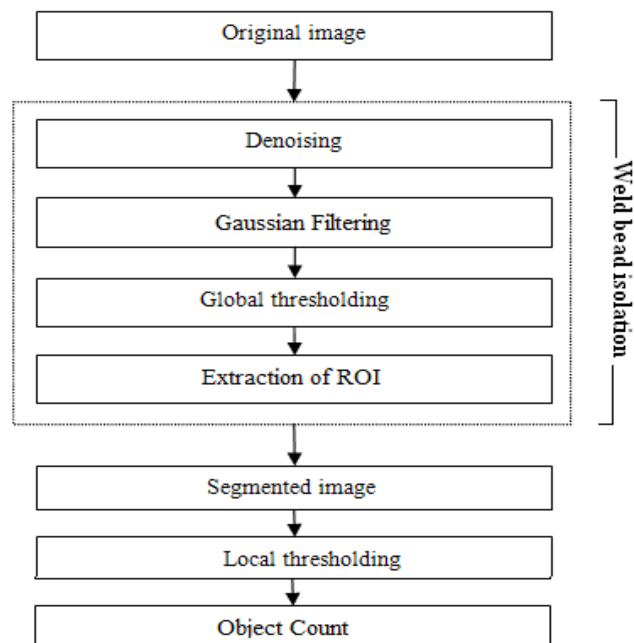 Original image
Denoising
Gaussian Filtering
Global thresholding
Extraction of ROI
Weld bead isolation
Segmented image
Local thresholding
Object Count